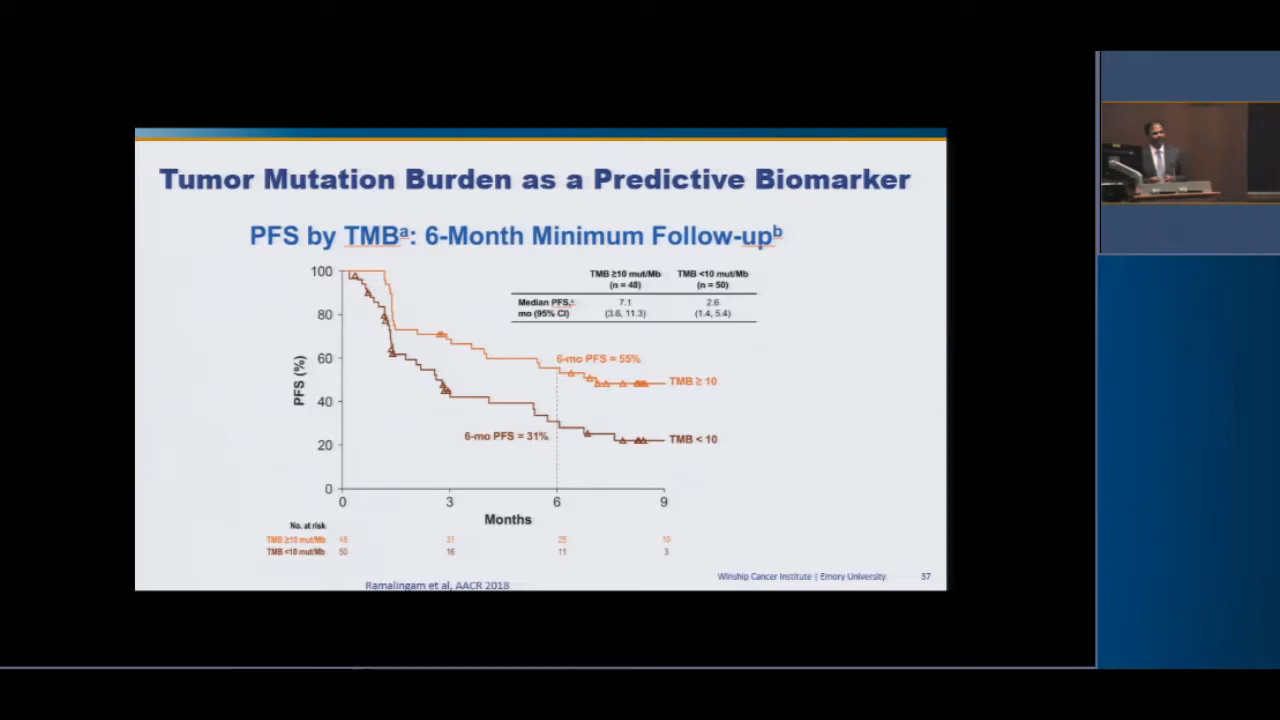 Tumor Mutation Burden as a Predictive Biomarker
PFS by TMBa: 6-Month Minimum Follow-upb
TMB ≥10 mut/Mb
(n = 48)
TMB <10 mut/Mb
(n = 50)
Median PFS,c
mo (95% CI)
7.1
(3.6, 11.3)
2.6
(1.4, 5.4)
PFS (%)
100
80
60
40
20
0
6-mo PFS = 55%
TMB ≥ 10
6-mo PFS = 31%
TMB < 10
0 3 6 9
Months
No. at risk
TMB ≥10 mut/Mb 48 31 25 10
TMB <10 mut/Mb 50 16 11 3
Ramalingam et al, AACR 2018
Winship Cancer Institute | Emory University 37